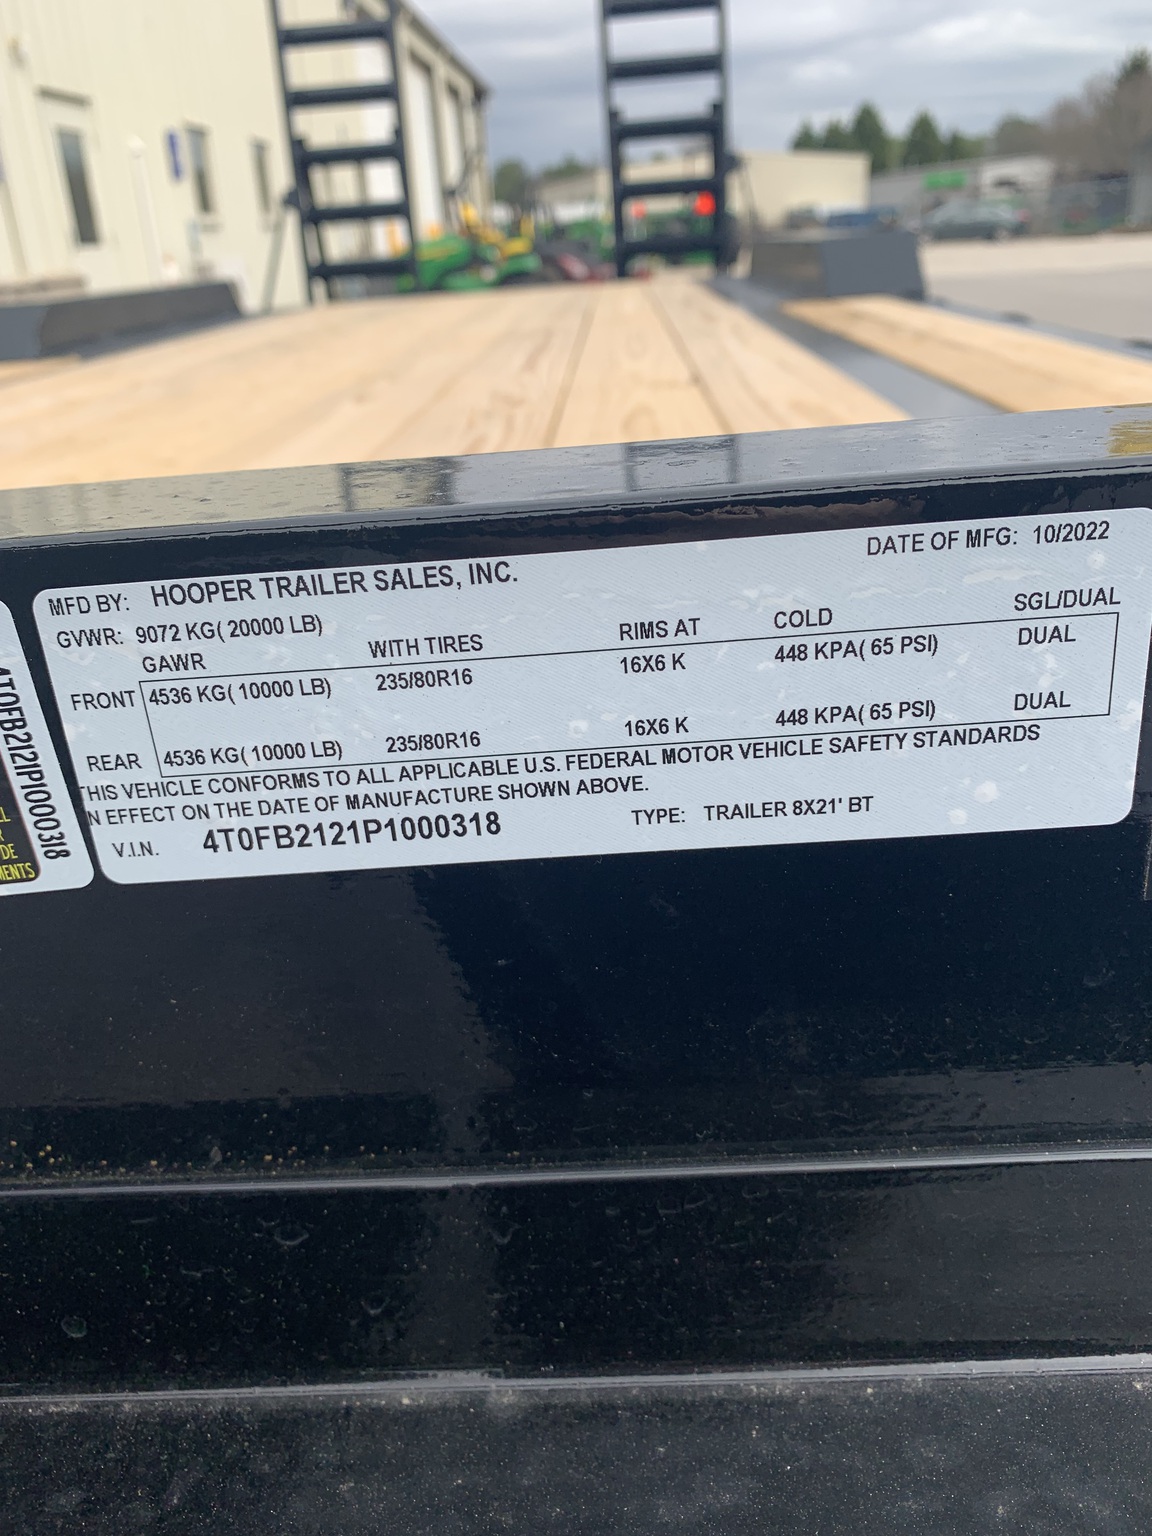 MFD BY: HOOPER TRAILER SALES, INC. DATE OF MFG: 10/2022
GVWR: 9072 KG( 20000 LB)
GAWR WITH TIRES RIMS AT COLD SGL/DUAL
FRONT 4536 KG( 10000 LB) 235/80R16 16X6 K 448 KPA( 65 PSI) DUAL
REAR 4536 KG( 10000 LB) 235/80R16 16X6 K 448 KPA( 65 PSI) DUAL
THIS VEHICLE CONFORMS TO ALL APPLICABLE U.S. FEDERAL MOTOR VEHICLE SAFETY STANDARDS
N EFFECT ON THE DATE OF MANUFACTURE SHOWN ABOVE.
V.I.N. 4T0FB2121P1000318 TYPE: TRAILER 8X21' BT
4T0FB2121P1000318